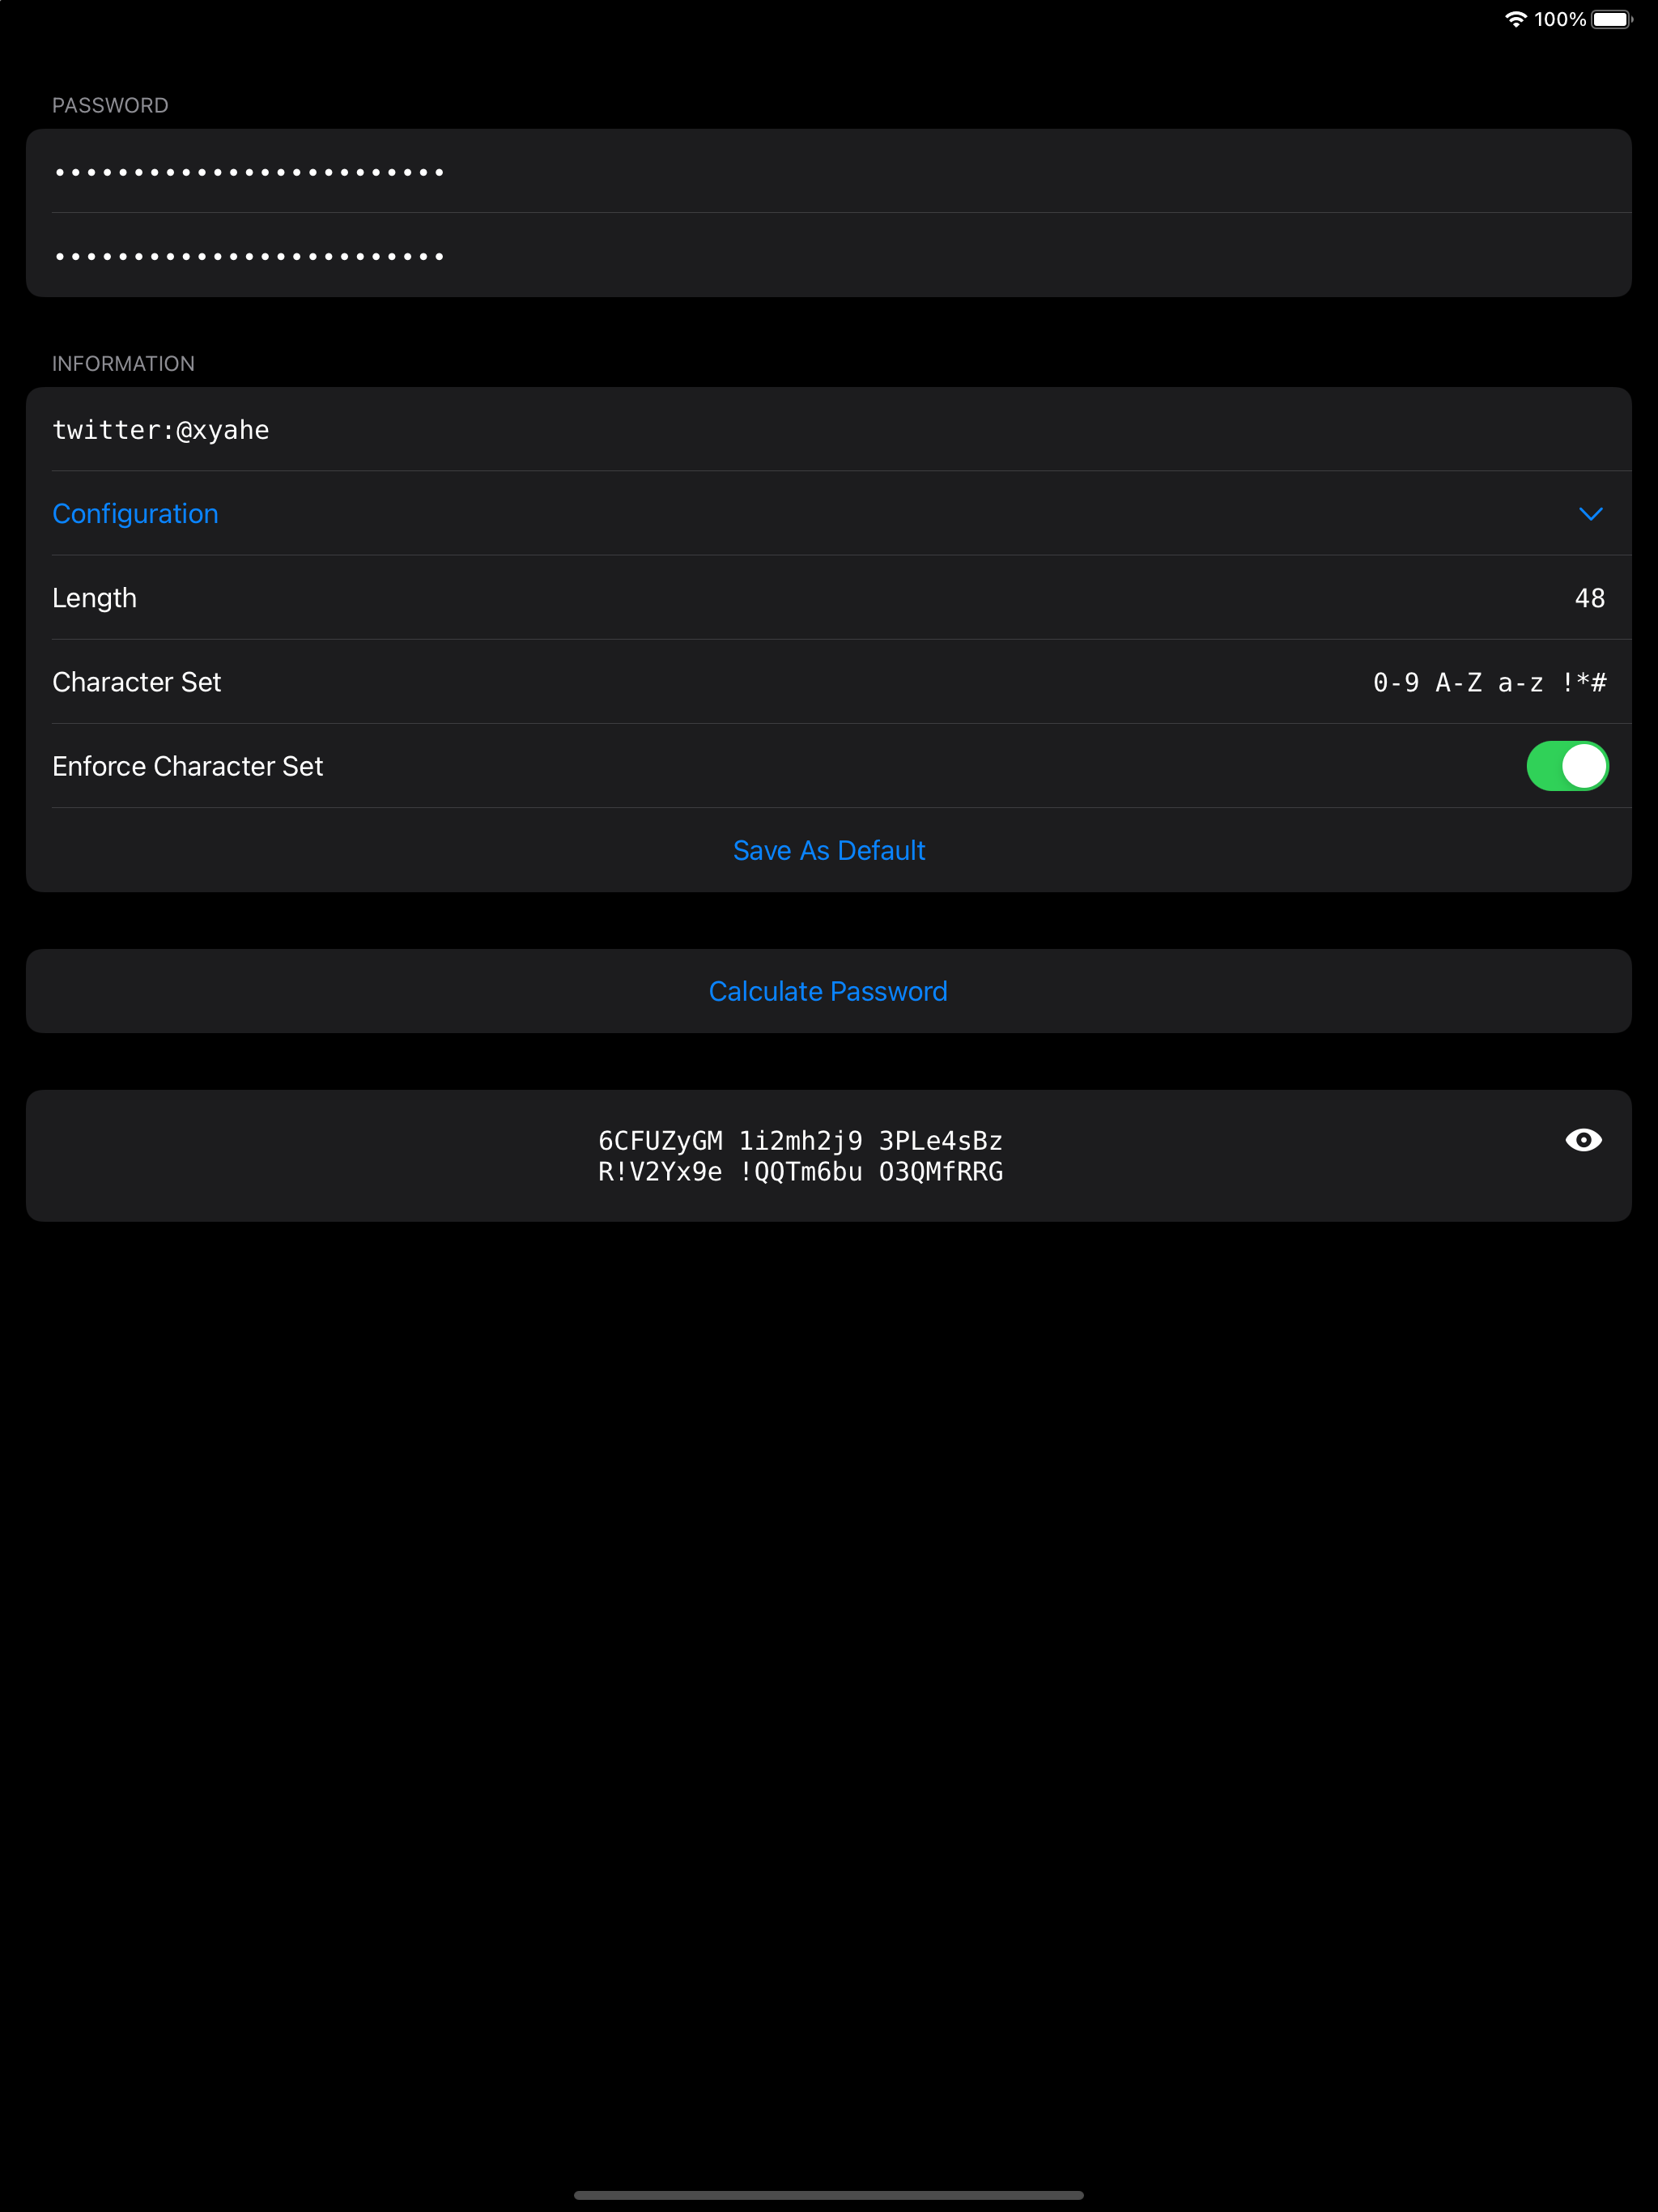 100%
PASSWORD
•••••••••••••••••••••••••
•••••••••••••••••••••••••
INFORMATION
twitter:@xyahe
Configuration
Length 48
Character Set 0-9 A-Z a-z !*#
Enforce Character Set
Save As Default
Calculate Password
6CFUZyGM 1i2mh2j9 3PLe4sBz
R!V2Yx9e !QQTm6bu O3QMfRRG